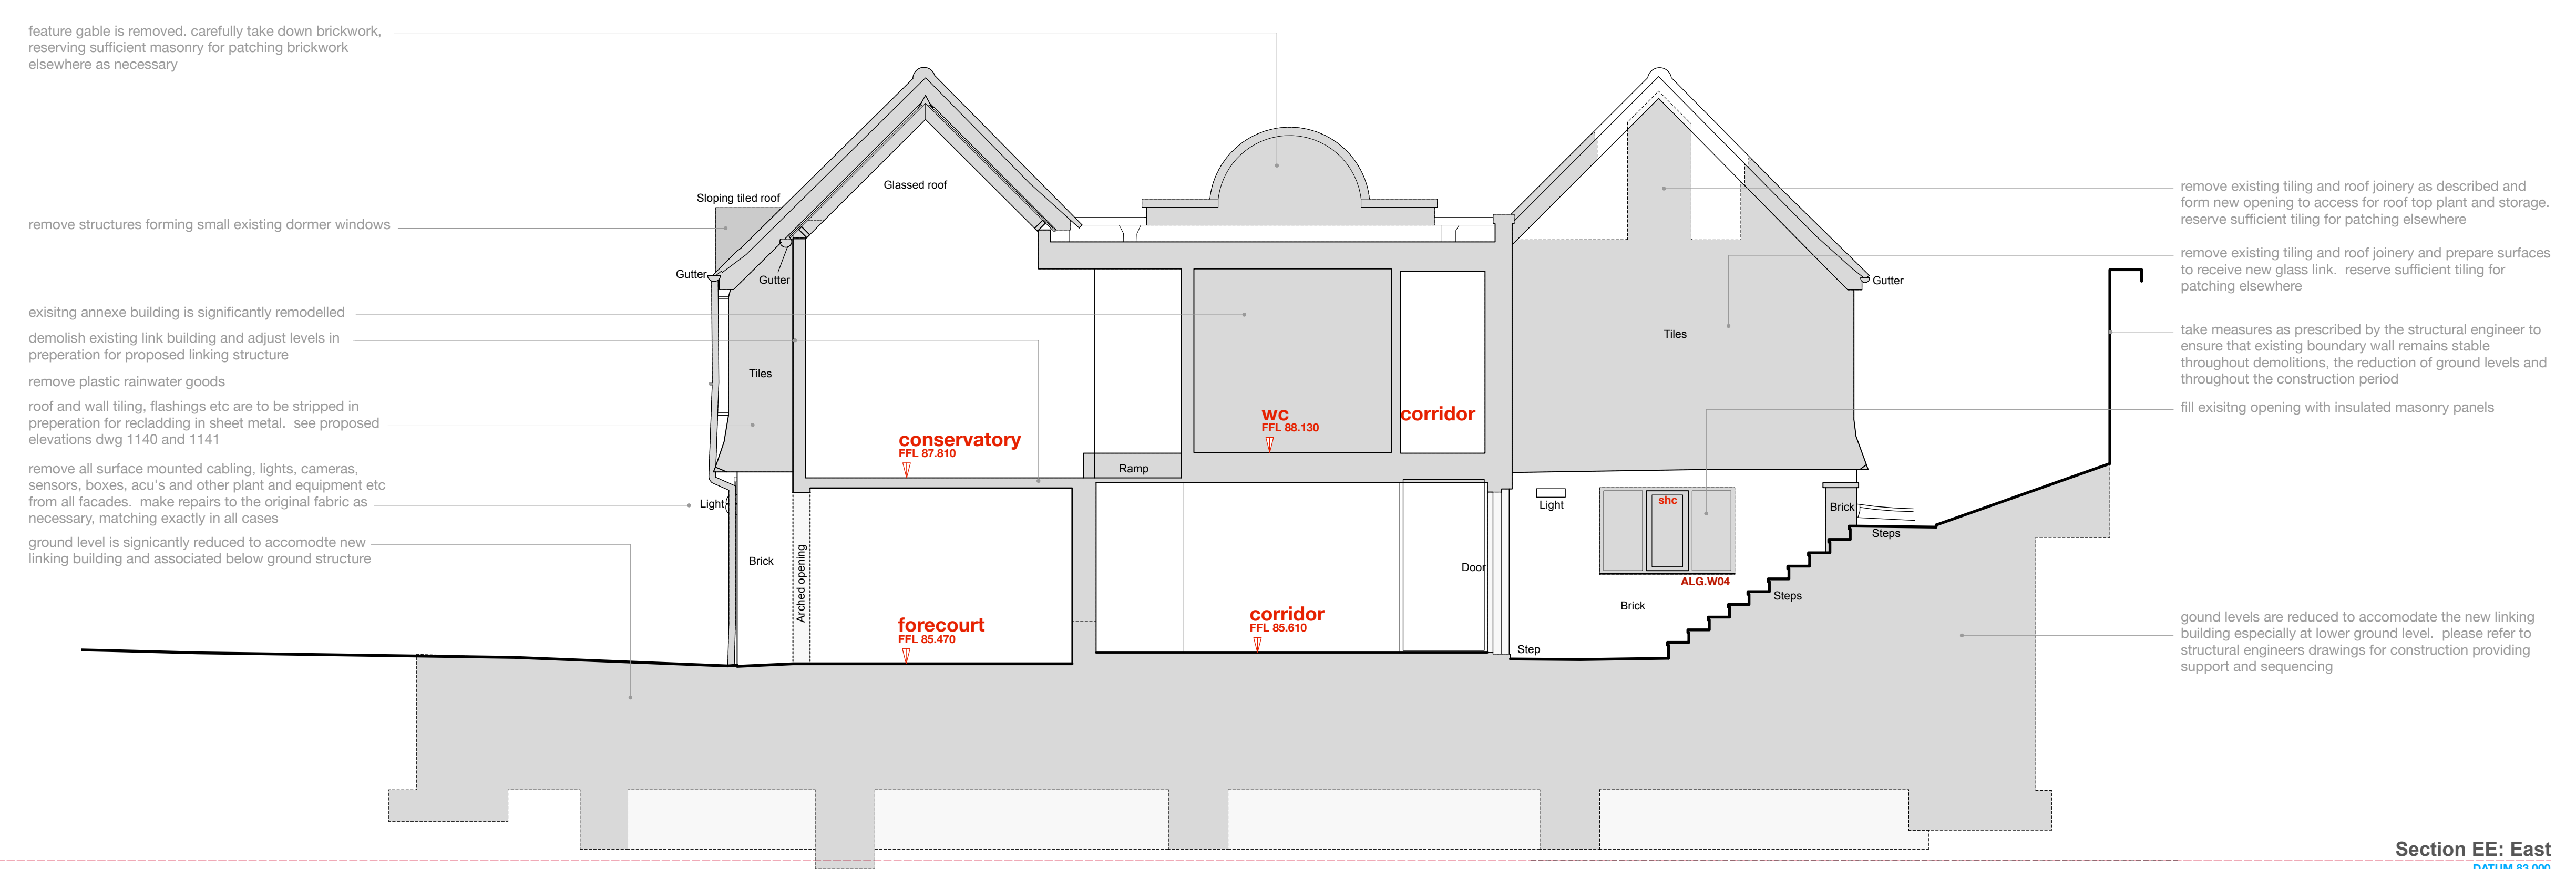 feature gable is removed. carefully take down brickwork,
reserving sufficient masonry for patching brickwork
elsewhere as necessary
remove structures forming small existing dormer windows
exisitng annexe building is significantly remodelled
demolish existing link building and adjust levels in
preperation for proposed linking structure
remove plastic rainwater goods
roof and wall tiling, flashings etc are to be stripped in
preperation for recladding in sheet metal. see proposed
elevations dwg 1140 and 1141
remove all surface mounted cabling, lights, cameras,
sensors, boxes, acu's and other plant and equipment etc
from all facades. make repairs to the original fabric as
necessary, matching exactly in all cases
ground level is signicantly reduced to accomodte new
linking building and associated below ground structure
Sloping tiled roof
Glassed roof
Gutter
Gutter
Tiles
conservatory
FFL 87.810
Ramp
wc
FFL 88.130
corridor
Light
Brick
Arched opening
forecourt
FFL 85.470
corridor
FFL 85.610
Door
Step
Tiles
Gutter
Light
shc
ALG.W04
Brick
Brick
Steps
Steps
remove existing tiling and roof joinery as described and
form new opening to access for roof top plant and storage.
reserve sufficient tiling for patching elsewhere
remove existing tiling and roof joinery and prepare surfaces
to receive new glass link. reserve sufficient tiling for
patching elsewhere
take measures as prescribed by the structural engineer to
ensure that existing boundary wall remains stable
throughout demolitions, the reduction of ground levels and
throughout the construction period
fill exisitng opening with insulated masonry panels
gound levels are reduced to accomodate the new linking
building especially at lower ground level. please refer to
structural engineers drawings for construction providing
support and sequencing
Section EE: East
DATUM 83.000